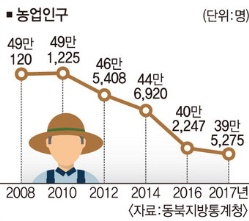 ■ 농업인구 (단위:명)
49만 49만 46만 44만 40만 39만
120 1,225 5,408 6,920 2,247 5,275
2008 2010 2012 2014 2016 2017년
〈자료:동북지방통계청〉